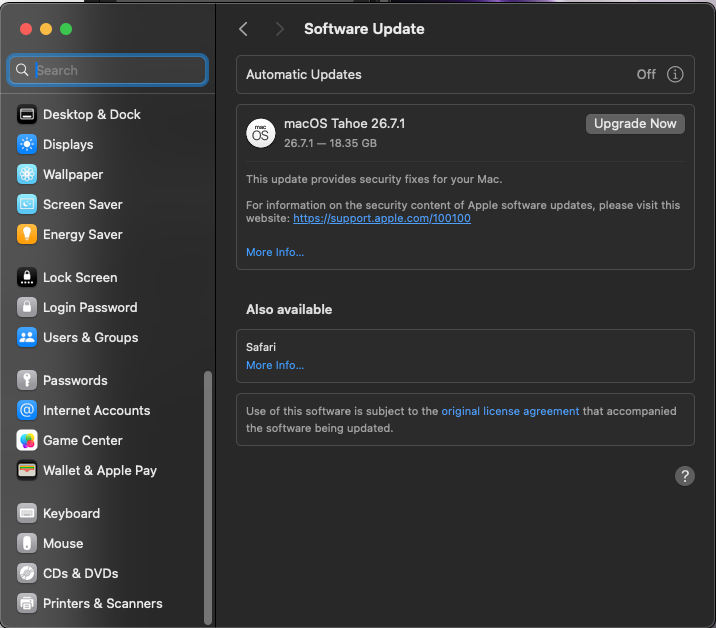 Software Update
Search
Desktop & Dock
Displays
Wallpaper
Screen Saver
Energy Saver
Lock Screen
Login Password
Users & Groups
Passwords
Internet Accounts
Game Center
Wallet & Apple Pay
Keyboard
Mouse
CDs & DVDs
Printers & Scanners
Automatic Updates
Off
mac
OS
macOS Tahoe 26.7.1
26.7.1 — 18.35 GB
Upgrade Now
This update provides security fixes for your Mac.
For information on the security content of Apple software updates, please visit this
website: https://support.apple.com/100100
More Info...
Also available
Safari
More Info...
Use of this software is subject to the original license agreement that accompanied
the software being updated.
?